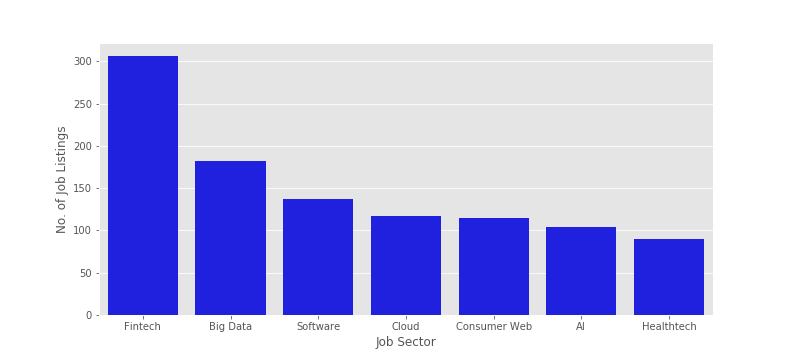 No. of Job Listings
300
250
200
150
100
50
0
Fintech Big Data Software Cloud Consumer Web AI Healthtech
Job Sector